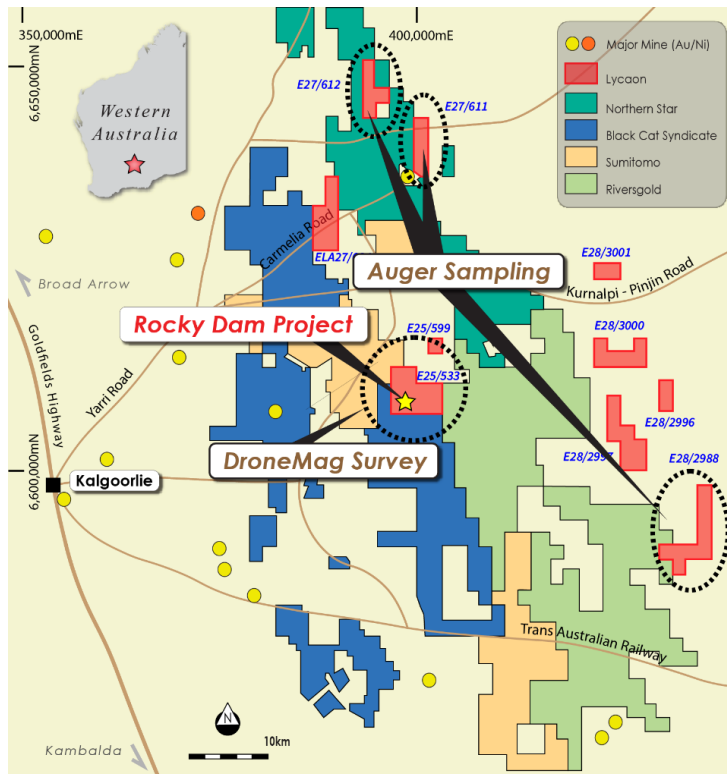 350,000mE
400,000mE
6,650,000mN
Western
Australia
Major Mine (Au/Ni)
Lycaon
Northern Star
Black Cat Syndicate
Sumitomo
Riversgold
E27/612
E27/611
Carmelia Road
ELA27/
Auger Sampling
E28/3001
Kurnalpi - Pinjin Road
Broad Arrow
Rocky Dam Project
E25/599
E28/3000
E25/533
Goldfields Highway
Yarri Road
E28/2996
DroneMag Survey
E28/2997
E28/2988
6,600,000mN
Kalgoorlie
Trans Australian Railway
N
10km
Kambalda